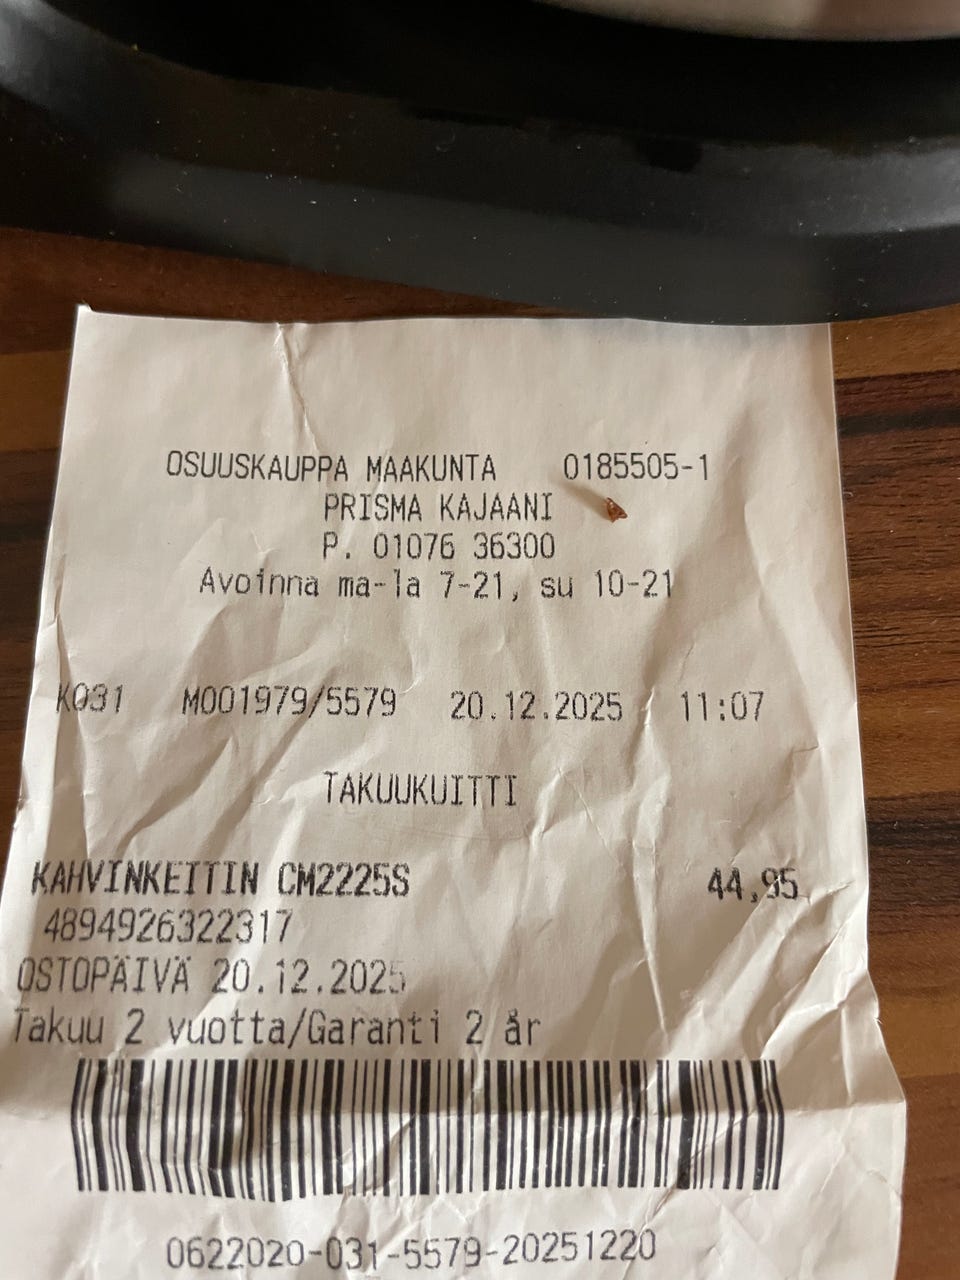 OSUUSKAUPPA MAAKUNTA 0185505-1
PRISMA KAJAANI
P. 01076 36300
Avoinna ma-la 7-21, su 10-21
K031 M001979/5579 20.12.2025 11:07
TAKUUKUITTI
KAHVINKEITIN CM2225S 44,95
4894926322317
OSTOPÄIVÄ 20.12.2025
Takuu 2 vuotta/Garanti 2 år
0622020-031-5579-20251220